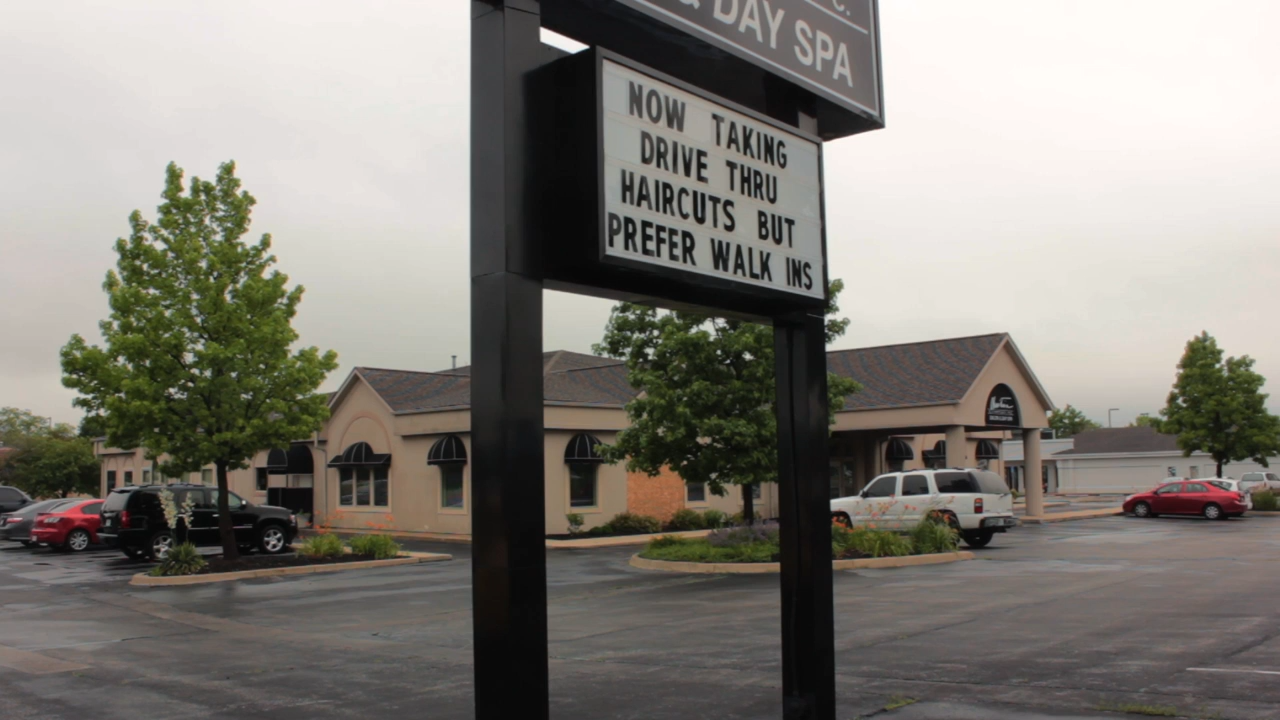 C.
& DAY SPA
NOW TAKING
DRIVE THRU
HAIRCUTS BUT
PREFER WALK INS